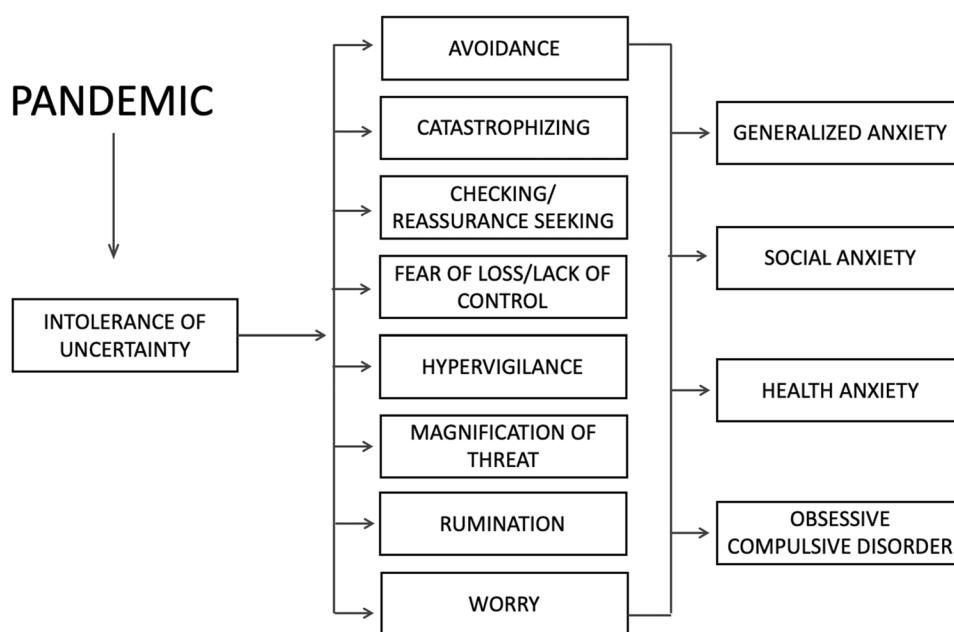 PANDEMIC
INTOLERANCE OF
UNCERTAINTY
AVOIDANCE
CATASTROPHIZING
CHECKING/
REASSURANCE SEEKING
FEAR OF LOSS/LACK OF
CONTROL
HYPERVIGILANCE
MAGNIFICATION OF
THREAT
RUMINATION
WORRY
GENERALIZED ANXIETY
SOCIAL ANXIETY
HEALTH ANXIETY
OBSESSIVE
COMPULSIVE DISORDER